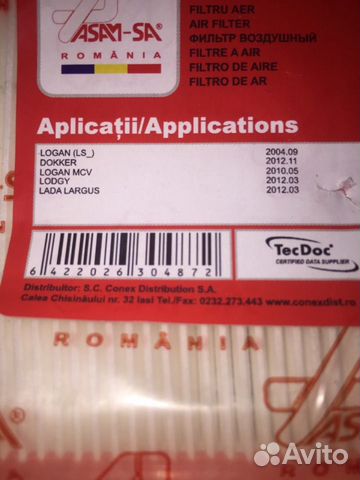 ASAM-SA®
ROMÂNIA
FILTRU AER
AIR FILTER
ФИЛЬТР ВОЗДУШНЫЙ
FILTRE A AIR
FILTRO DE AIRE
FILTRO DE AR
Aplicații/Applications
LOGAN (LS_) 2004.09
DOKKER 2012.11
LOGAN MCV 2010.05
LODGY 2012.03
LADA LARGUS 2012.03
6 422026 304872
TecDoc®
CERTIFIED DATA SUPPLIER
Distribuitor: S.C. Conex Distribution S.A.
Calea Chisinăului nr. 32 Iasi Tel./Fax: 0232.273.443 www.conexdist.ro
ROMÂNIA
ASAM-SA
Avito